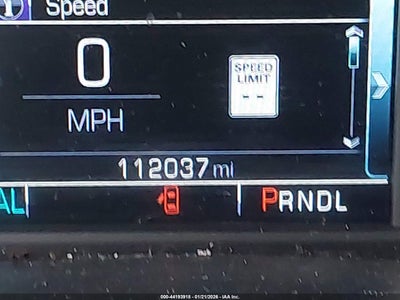 i Speed
0
SPEED
LIMIT
--
MPH
112037 mi
AL
PRNDL
000-44193918 - 01/21/2026 - IAA Inc.